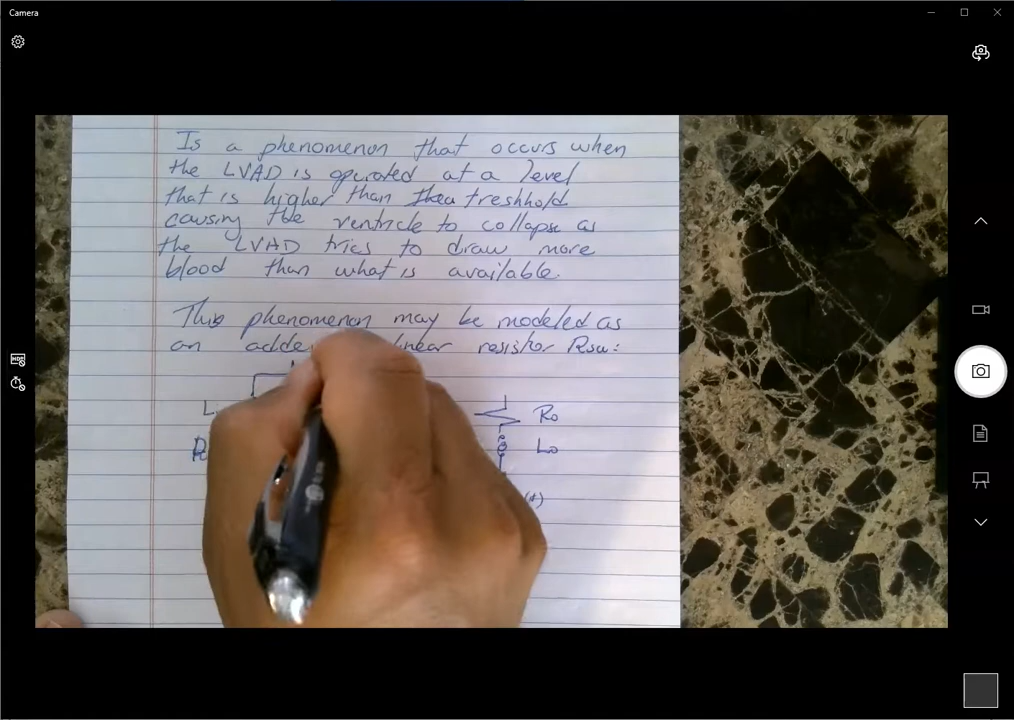 Camera
Is a phenomenon that occurs when
the LVAD is operated at a level
that is higher than treshhold
causing the ventricle to collapse as
the LVAD tries to draw more
blood than what is available.
This phenomenon may be modeled as
an linear resistor Rsu:
L
R
Ro
Lo
(t)